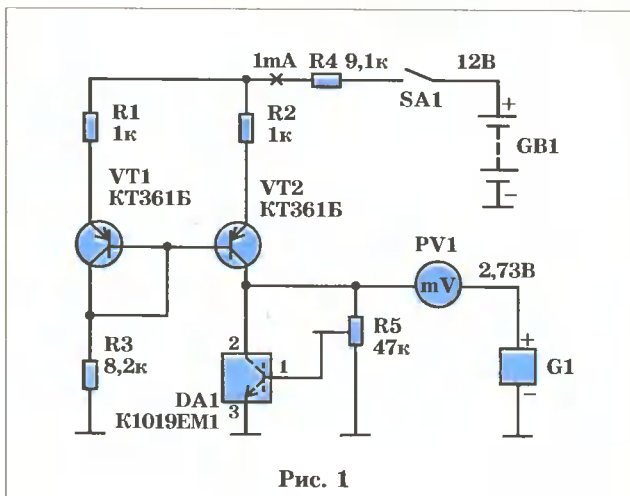 1mA
R4 9,1к
12В
SA1
+
GB1
–
R1
1к
R2
1к
VT1
КТ361Б
VT2
КТ361Б
PV1
mV
2,73В
R3
8,2к
2
1
3
DA1
К1019ЕМ1
R5
47к
+
G1
–
Рис. 1